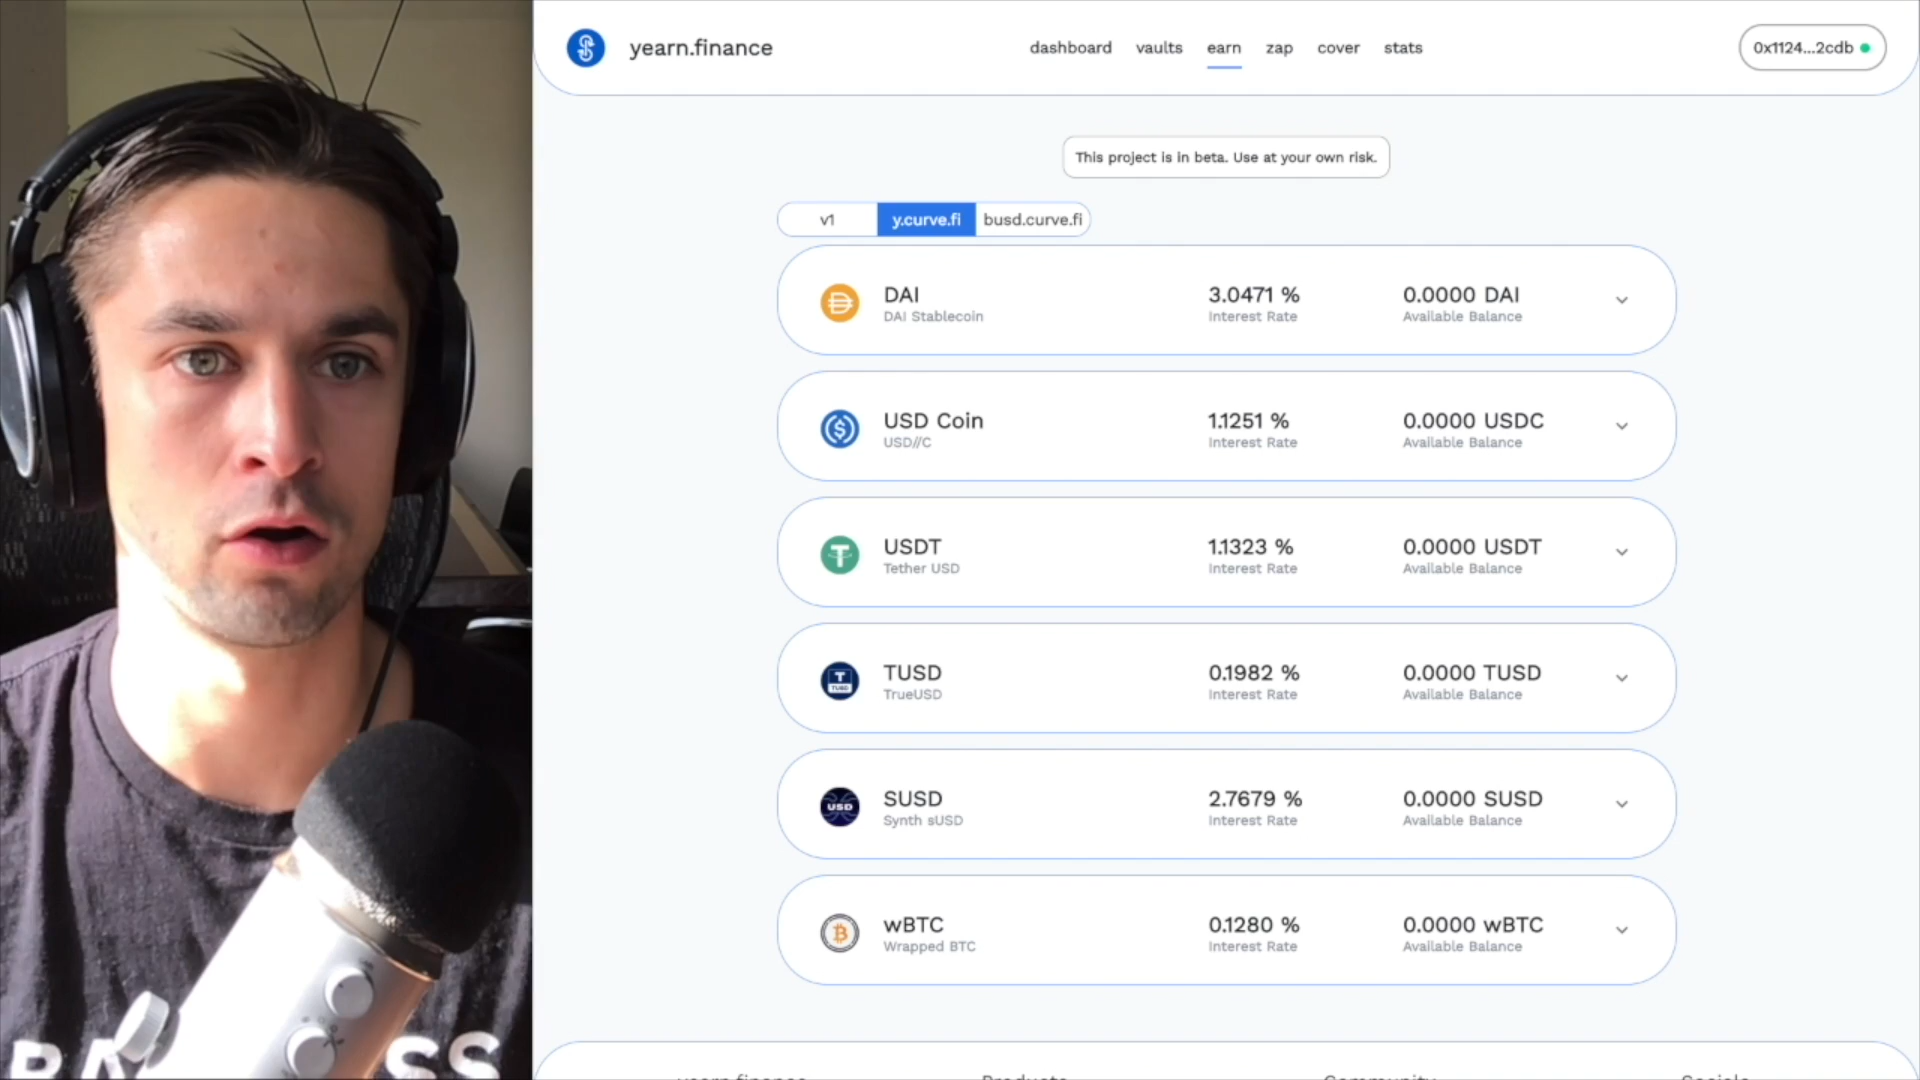 yearn.finance
dashboard vaults earn zap cover stats
0x1124...2cdb
This project is in beta. Use at your own risk.
v1 y.curve.fi busd.curve.fi
DAI 3.0471 % 0.0000 DAI
DAI Stablecoin Interest Rate Available Balance
USD Coin 1.1251 % 0.0000 USDC
USD//C Interest Rate Available Balance
USDT 1.1323 % 0.0000 USDT
Tether USD Interest Rate Available Balance
TUSD 0.1982 % 0.0000 TUSD
TrueUSD Interest Rate Available Balance
SUSD 2.7679 % 0.0000 SUSD
Synth sUSD Interest Rate Available Balance
wBTC 0.1280 % 0.0000 wBTC
Wrapped BTC Interest Rate Available Balance
yearn.finance Products Community Socials